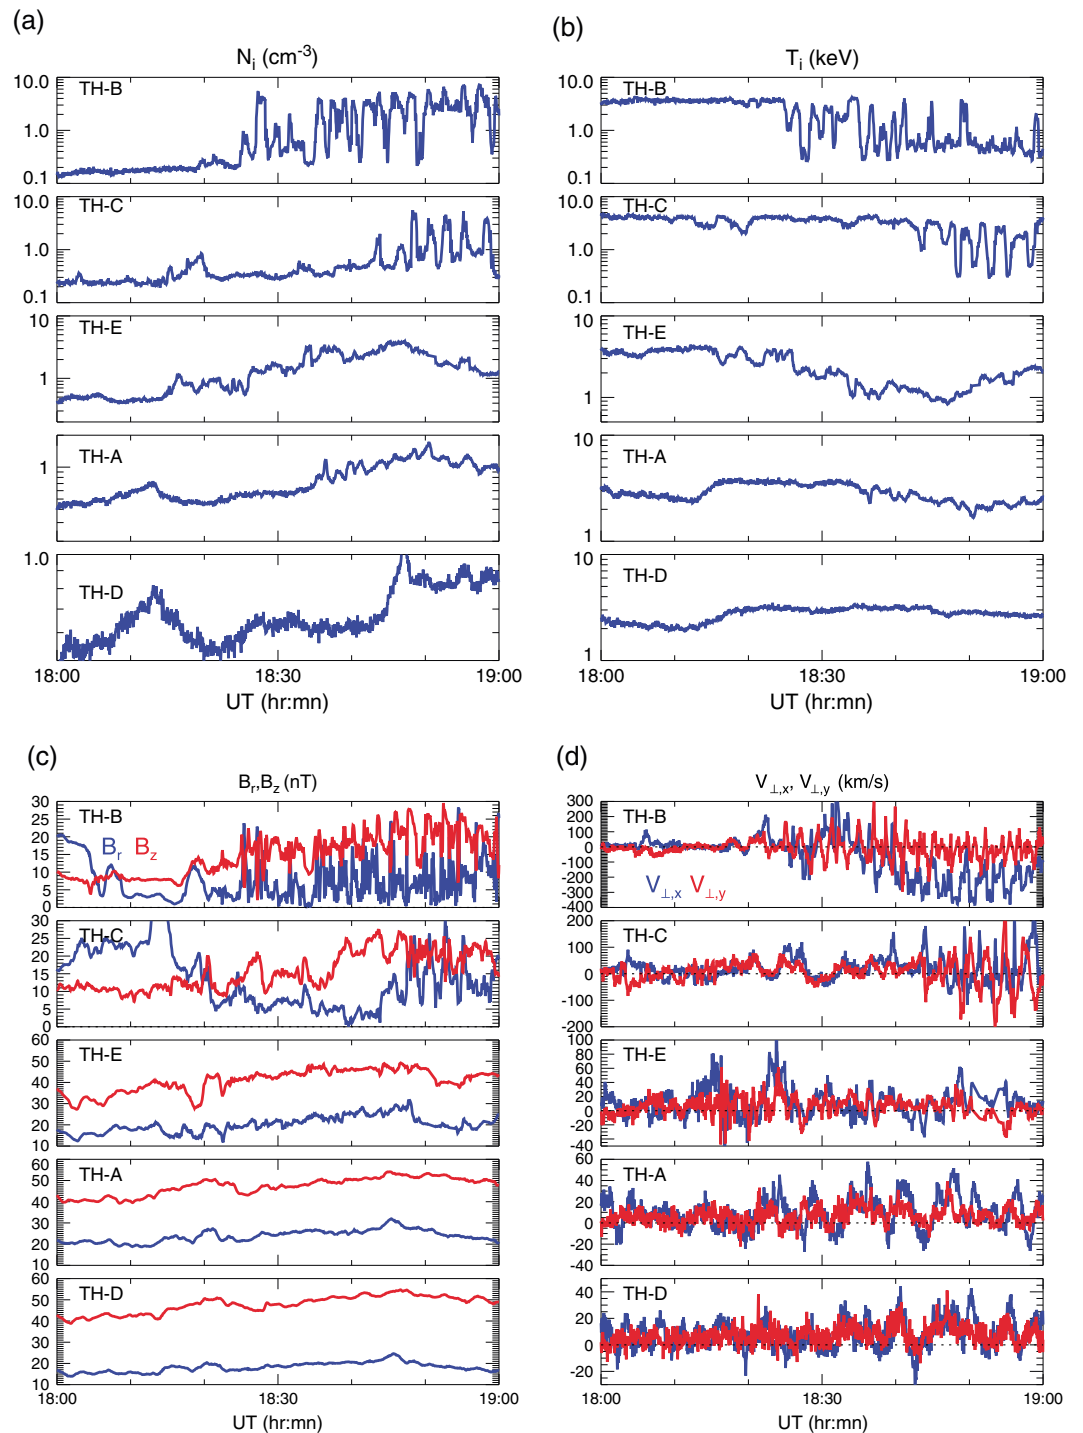 (a)
N_i (cm^-3)
TH-B
10.0
1.0
0.1
TH-C
10.0
1.0
0.1
TH-E
10
1
TH-A
1
TH-D
1.0
18:00 18:30 19:00
UT (hr:mn)
(b)
T_i (keV)
TH-B
10.0
1.0
0.1
TH-C
10.0
1.0
0.1
TH-E
10
1
TH-A
10
1
TH-D
10
1
18:00 18:30 19:00
UT (hr:mn)
(c)
B_r,B_z (nT)
TH-B
B_r B_z
30
25
20
15
10
5
0
TH-C
30
25
20
15
10
5
0
TH-E
60
50
40
30
20
10
TH-A
60
50
40
30
20
10
TH-D
60
50
40
30
20
10
18:00 18:30 19:00
UT (hr:mn)
(d)
V_⊥,x, V_⊥,y (km/s)
TH-B
V_⊥,x V_⊥,y
300
200
100
0
-100
-200
-300
-400
TH-C
200
100
0
-100
-200
TH-E
100
80
60
40
20
0
-20
-40
TH-A
60
40
20
0
-20
-40
TH-D
40
20
0
-20
18:00 18:30 19:00
UT (hr:mn)